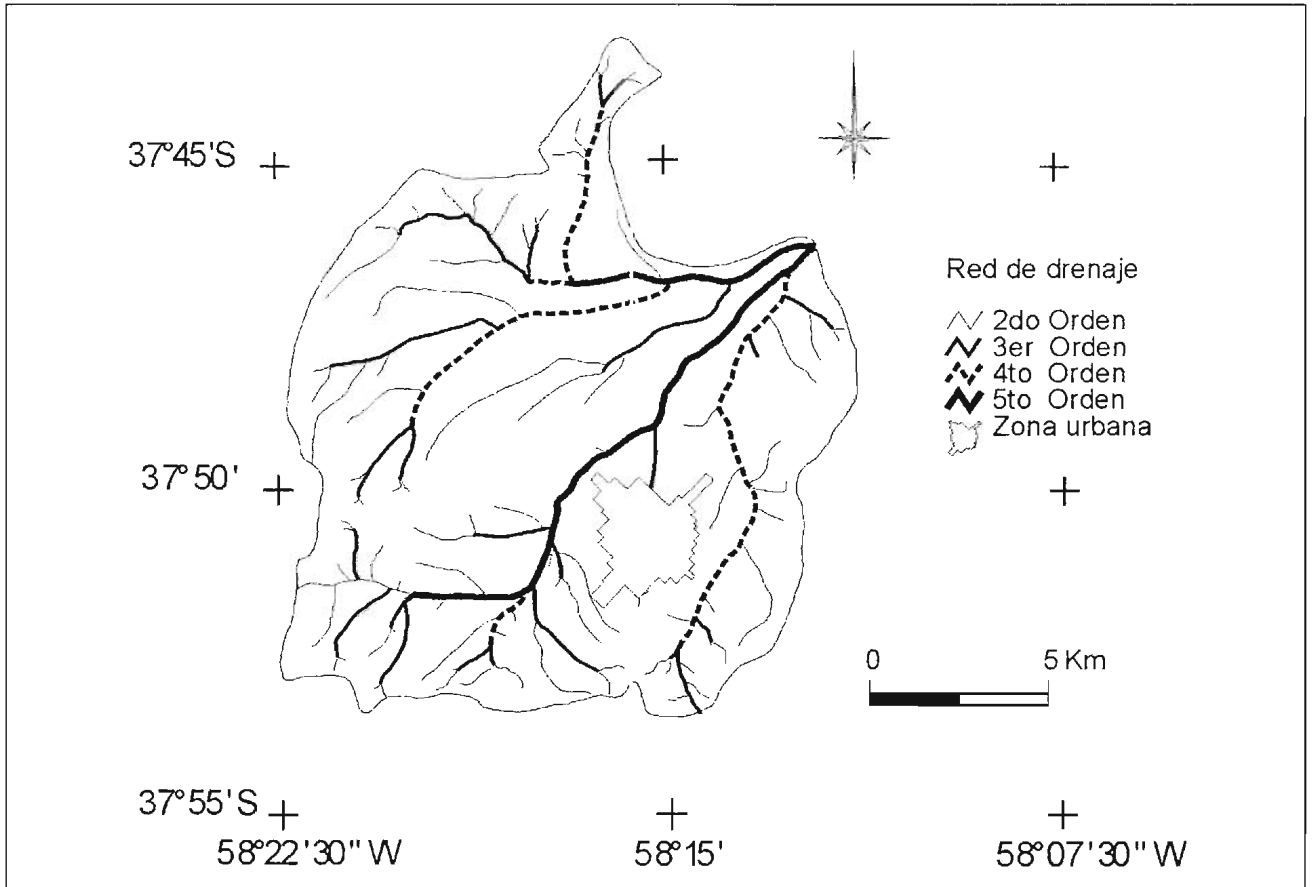 37°45'S
Red de drenaje
2do Orden
3er Orden
4to Orden
5to Orden
Zona urbana
37°50'
0 5 Km
37°55'S
58°22'30" W 58°15' 58°07'30" W